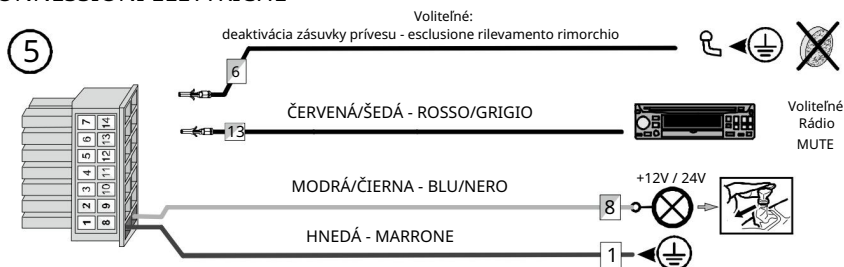 Voliteľné:
deaktivácia zásuvky prívesu - esclusione rilevamento rimorchio
5
6
ČERVENÁ/ŠEDÁ - ROSSO/GRIGIO
13
Voliteľné
Rádio
MUTE
7 14
6 13
5 12
4 11
3 10
2 9
1 8
MODRÁ/ČIERNA - BLU/NERO
8
+12V / 24V
HNEDÁ - MARRONE
1